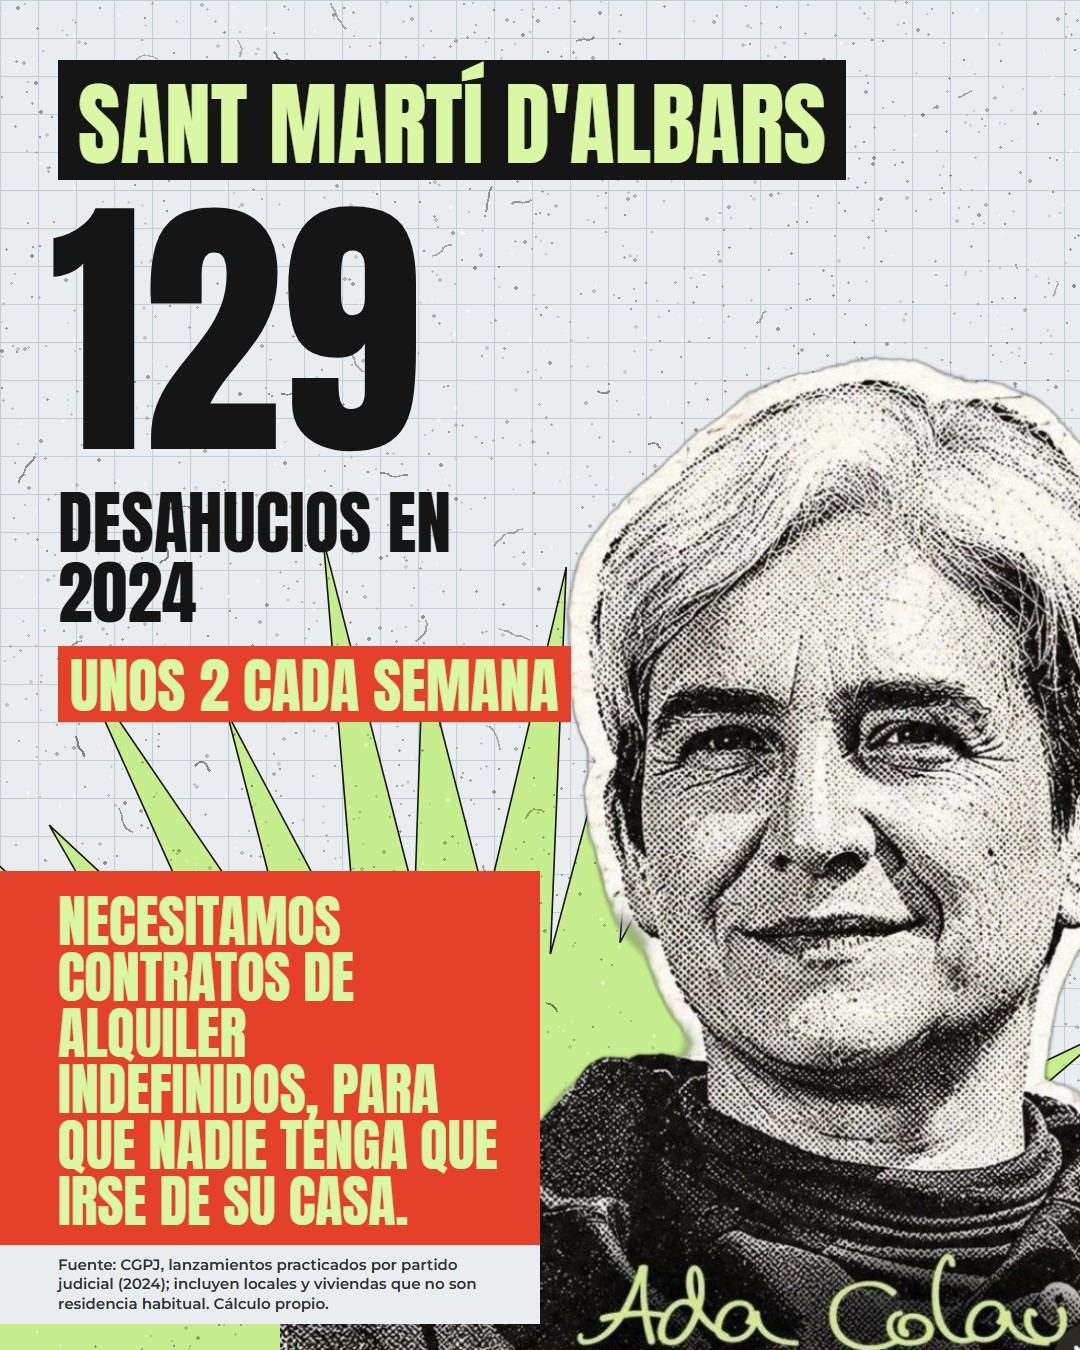 SANT MARTÍ D'ALBARS
129
DESAHUCIOS EN
2024
UNOS 2 CADA SEMANA
NECESITAMOS
CONTRATOS DE
ALQUILER
INDEFINIDOS, PARA
QUE NADIE TENGA QUE
IRSE DE SU CASA.
Fuente: CGPJ, lanzamientos practicados por partido
judicial (2024); incluyen locales y viviendas que no son
residencia habitual. Cálculo propio.
Ada Colau